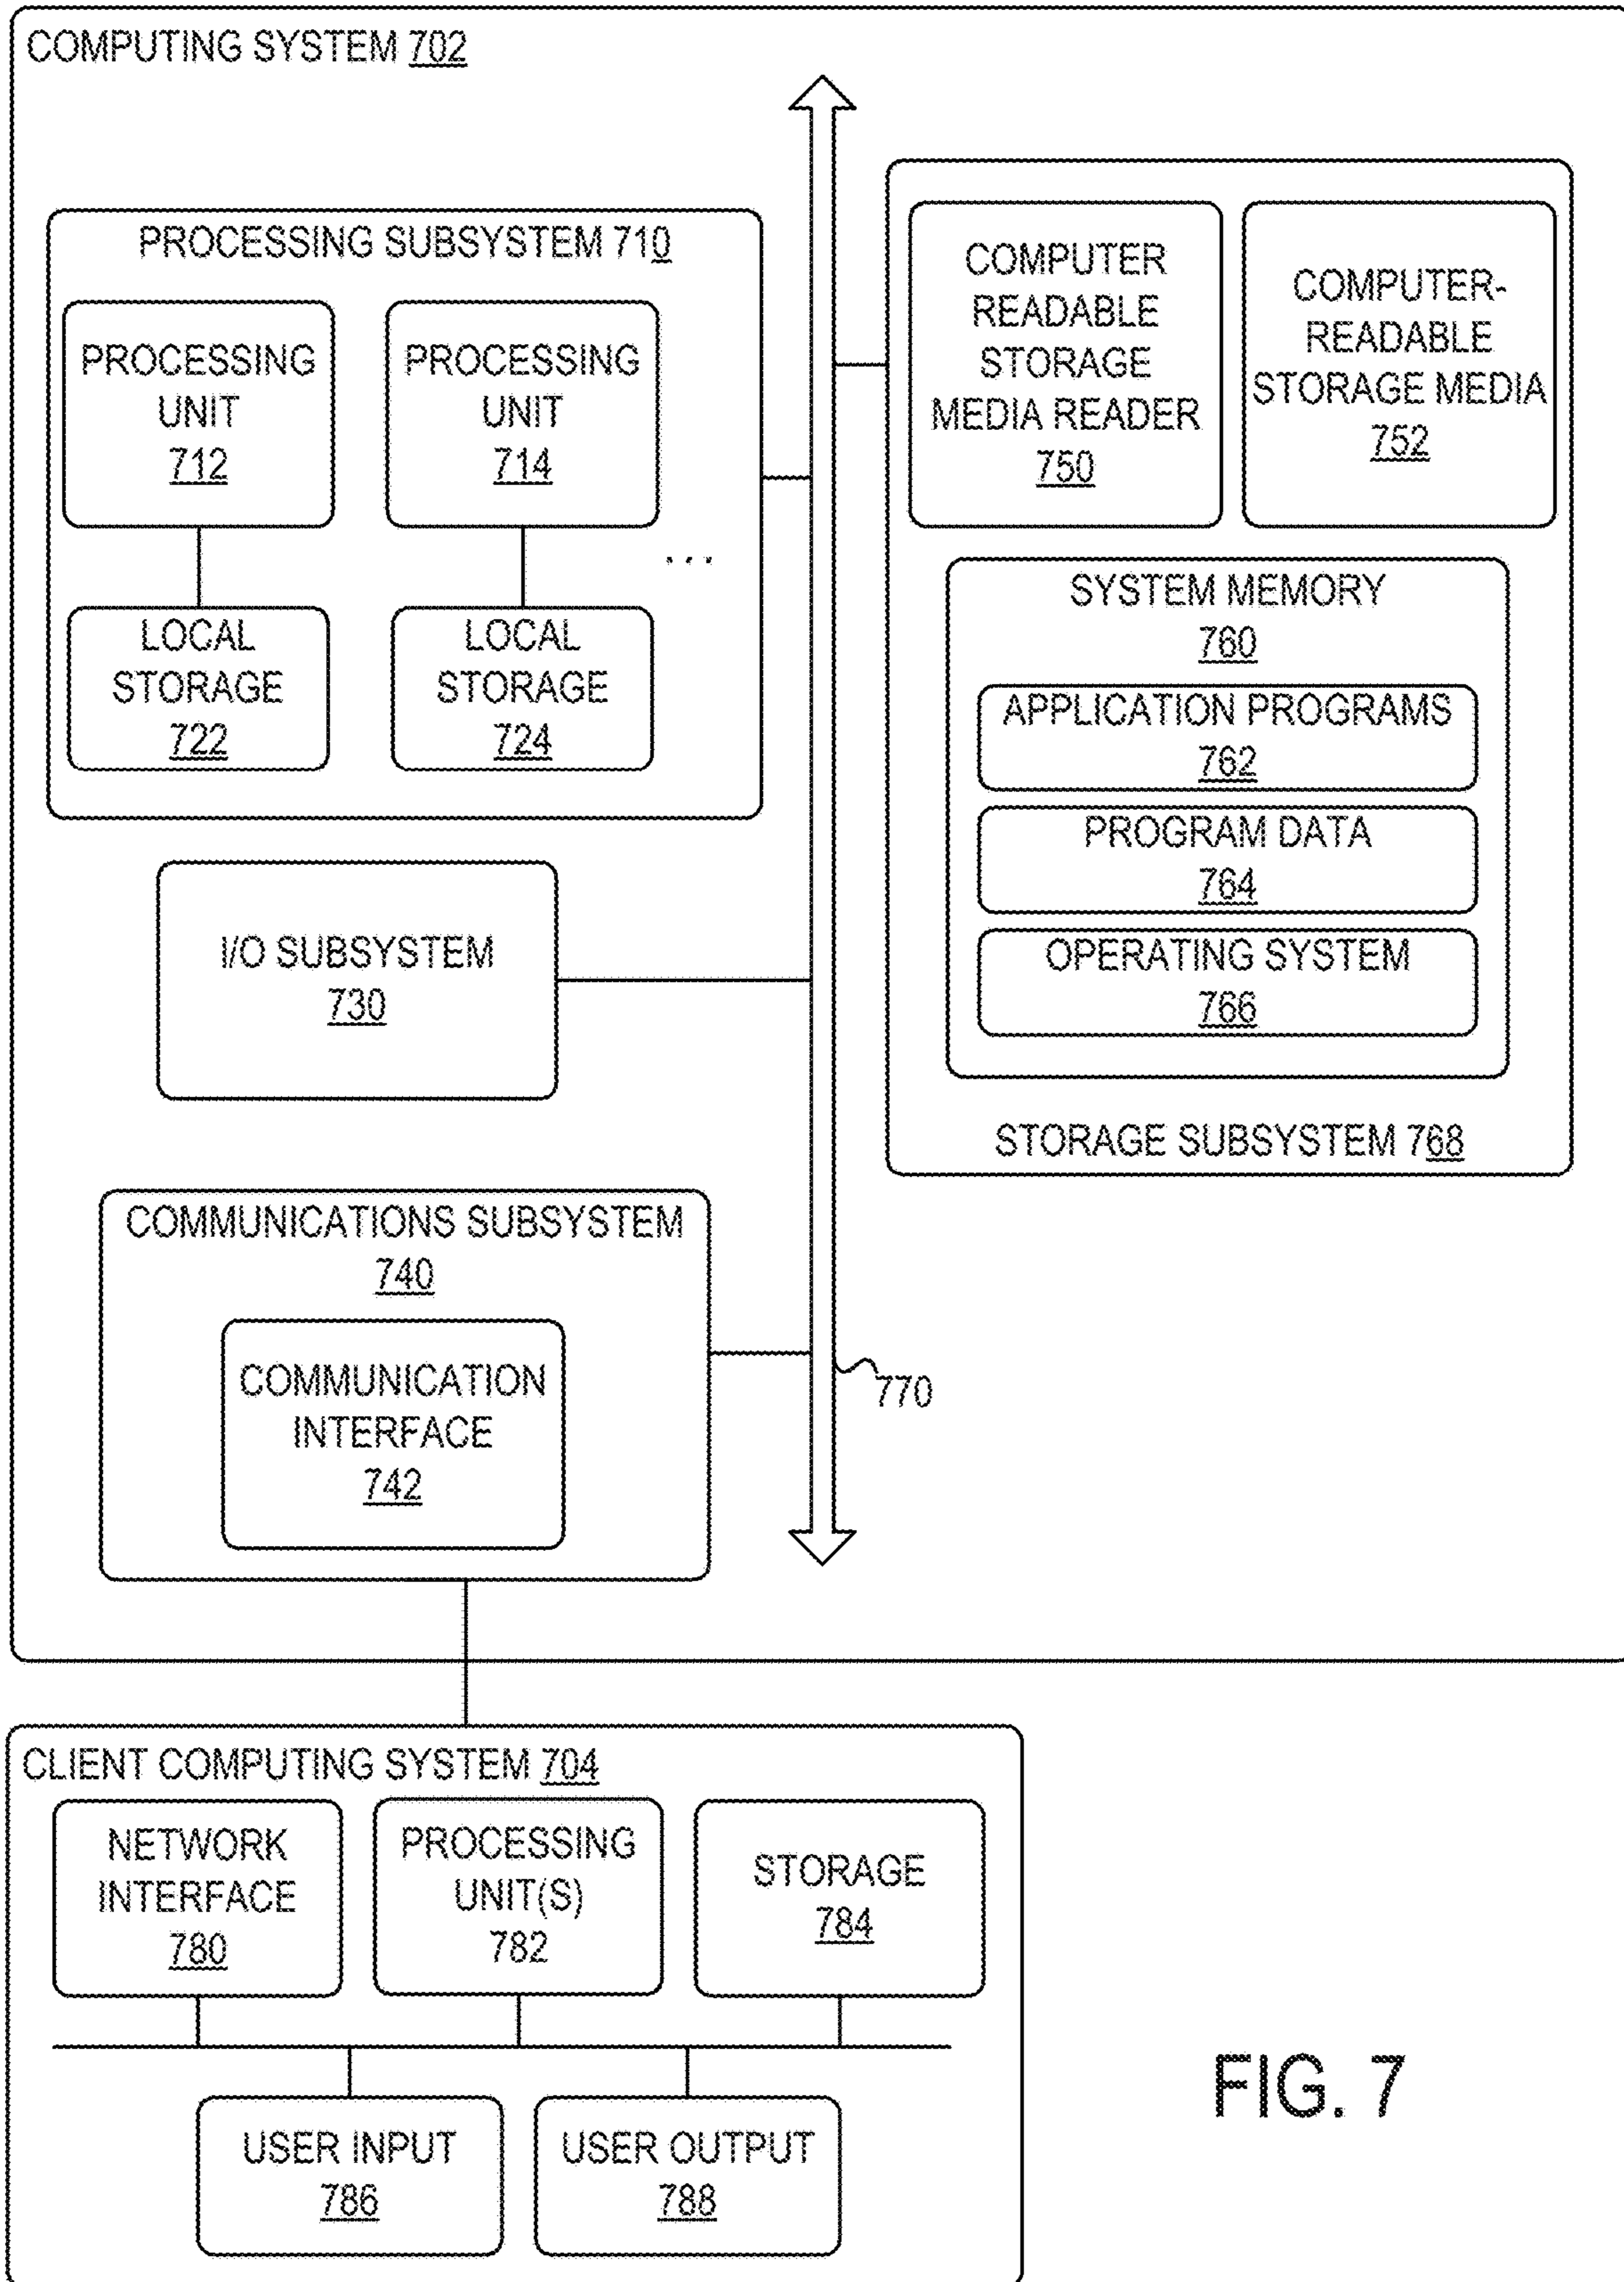 COMPUTING SYSTEM 702
PROCESSING SUBSYSTEM 710
PROCESSING
UNIT
712
PROCESSING
UNIT
714
...
LOCAL
STORAGE
722
LOCAL
STORAGE
724
I/O SUBSYSTEM
730
COMMUNICATIONS SUBSYSTEM
740
COMMUNICATION
INTERFACE
742
770
COMPUTER
READABLE
STORAGE
MEDIA READER
750
COMPUTER-
READABLE
STORAGE MEDIA
752
SYSTEM MEMORY
760
APPLICATION PROGRAMS
762
PROGRAM DATA
764
OPERATING SYSTEM
766
STORAGE SUBSYSTEM 768
CLIENT COMPUTING SYSTEM 704
NETWORK
INTERFACE
780
PROCESSING
UNIT(S)
782
STORAGE
784
USER INPUT
786
USER OUTPUT
788
FIG. 7